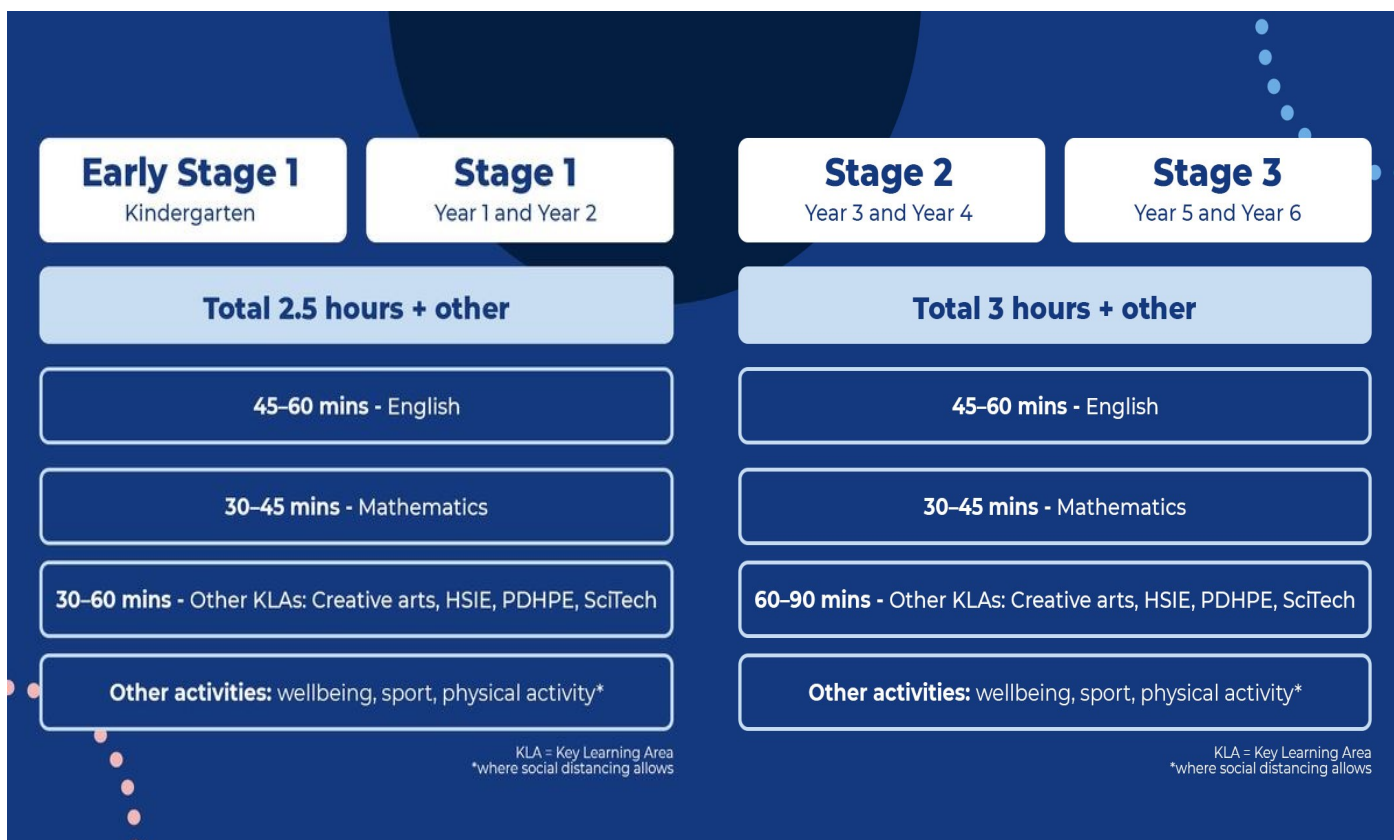 Early Stage 1
Kindergarten
Stage 1
Year 1 and Year 2
Total 2.5 hours + other
45–60 mins - English
30–45 mins - Mathematics
30–60 mins - Other KLAs: Creative arts, HSIE, PDHPE, SciTech
Other activities: wellbeing, sport, physical activity*
KLA = Key Learning Area
*where social distancing allows
Stage 2
Year 3 and Year 4
Stage 3
Year 5 and Year 6
Total 3 hours + other
45–60 mins - English
30–45 mins - Mathematics
60–90 mins - Other KLAs: Creative arts, HSIE, PDHPE, SciTech
Other activities: wellbeing, sport, physical activity*
KLA = Key Learning Area
*where social distancing allows